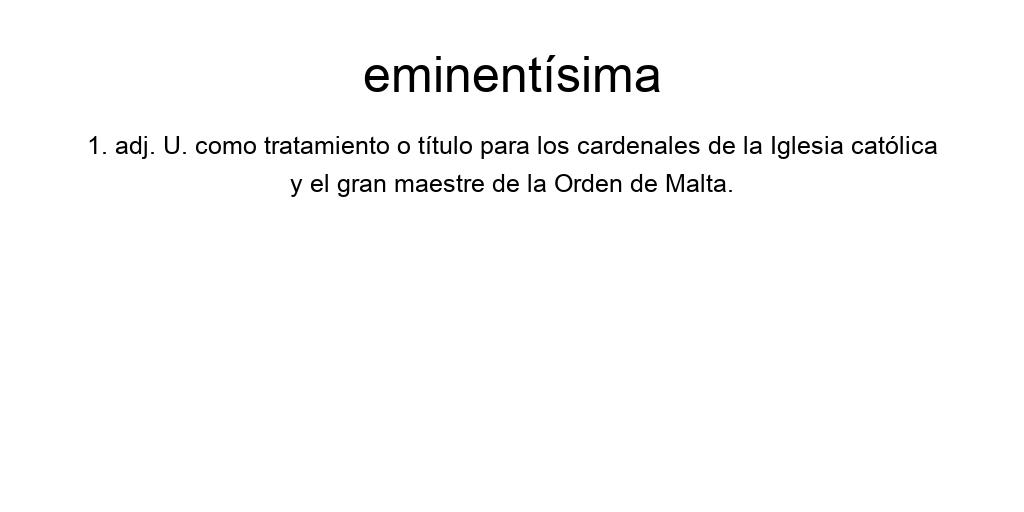 eminentísima
1. adj. U. como tratamiento o título para los cardenales de la Iglesia católica
y el gran maestre de la Orden de Malta.